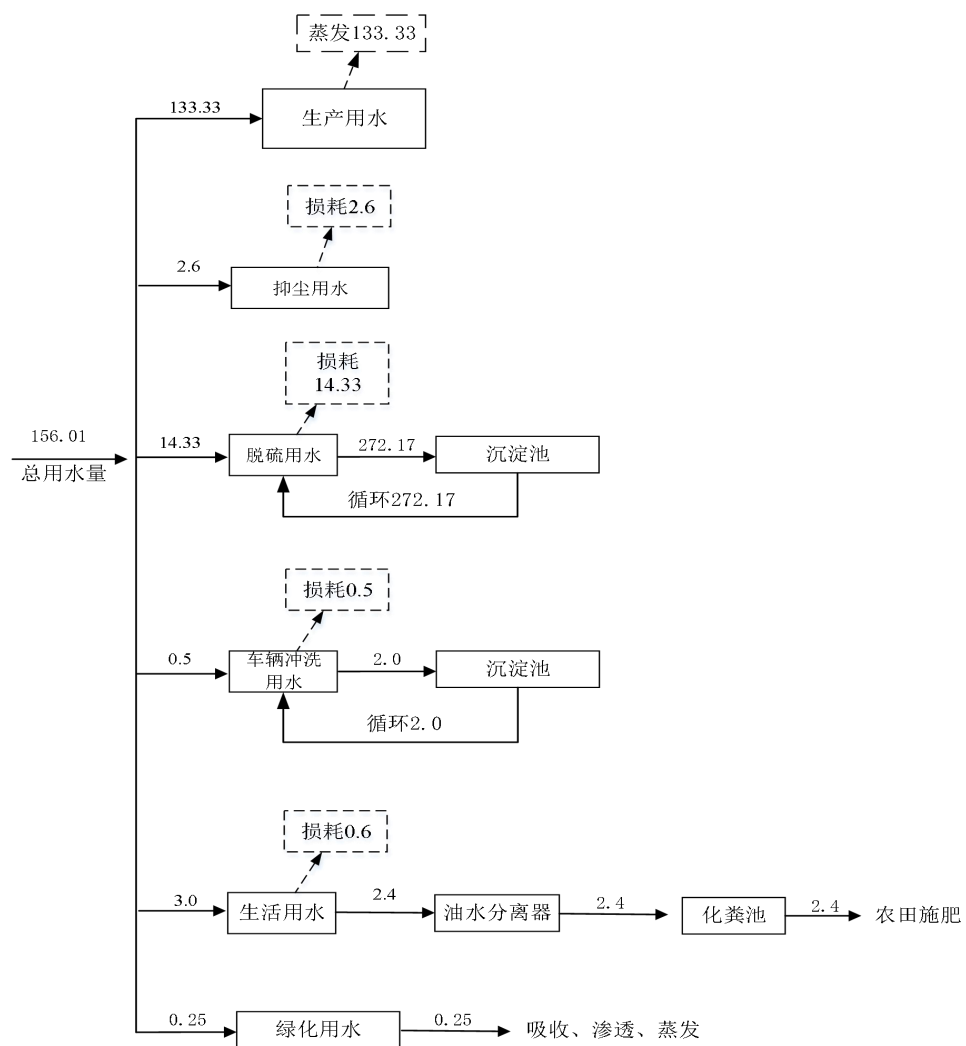 蒸发133.33
133.33
生产用水
损耗2.6
2.6
抑尘用水
损耗
14.33
156.01
总用水量
14.33
脱硫用水
272.17
沉淀池
循环272.17
损耗0.5
0.5
车辆冲洗
用水
2.0
沉淀池
循环2.0
损耗0.6
3.0
生活用水
2.4
油水分离器
2.4
化粪池
2.4
农田施肥
0.25
绿化用水
0.25
吸收、渗透、蒸发